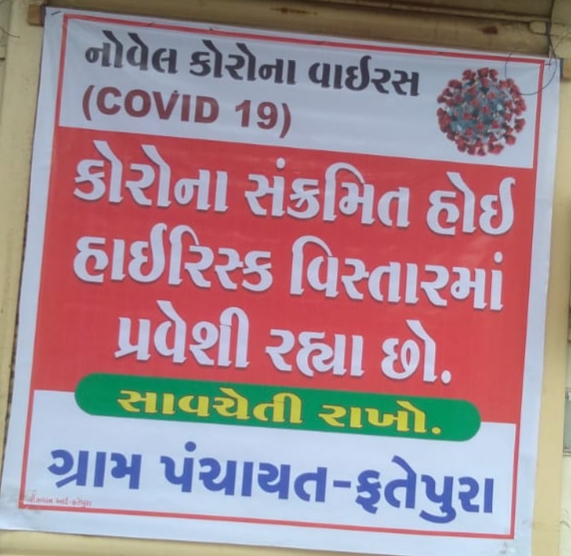 નોવેલ કોરોના વાઈરસ
(COVID 19)
કોરોના સંક્રમિત હોઈ
હાઈરિસ્ક વિસ્તારમાં
પ્રવેશી રહ્યા છો.
સાવચેતી રાખો.
ગ્રામ પંચાયત-ફતેપુરા